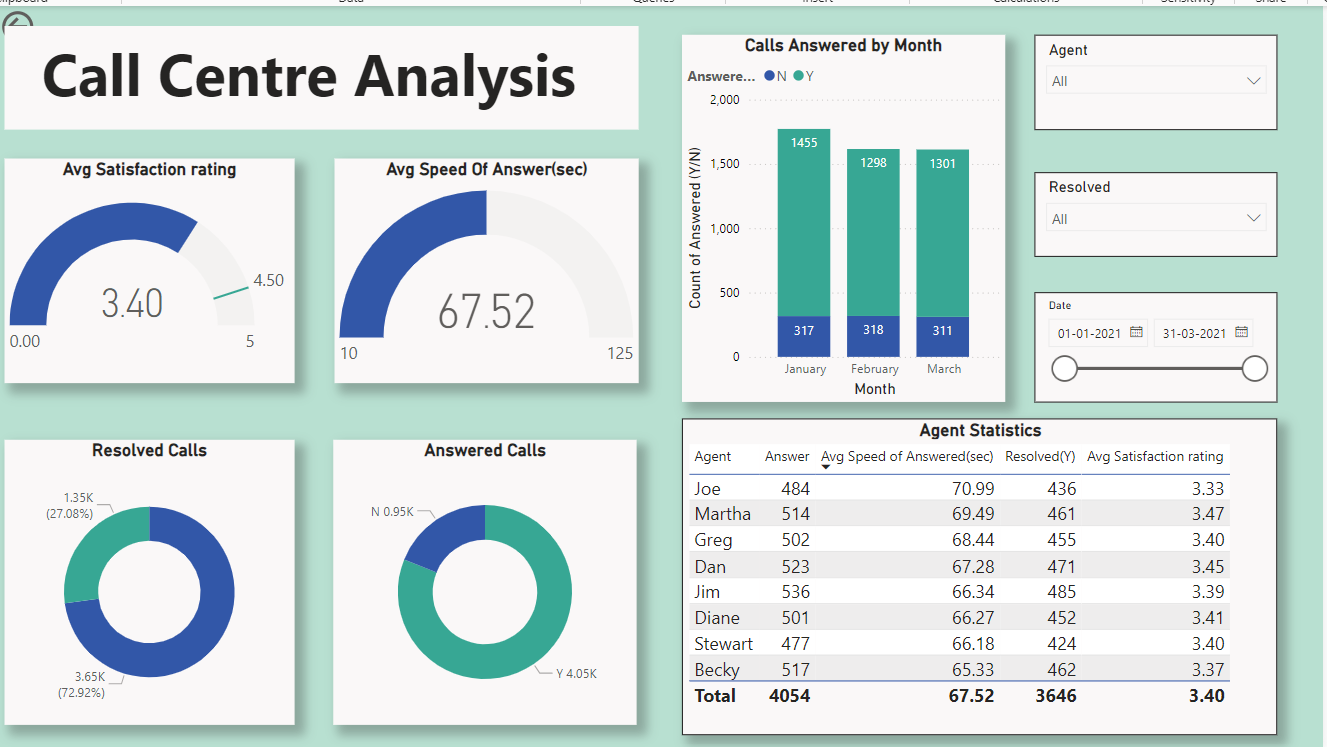 Clipboard Data Queries Insert Calculations Sensitivity Share
Call Centre Analysis
Avg Satisfaction rating
3.40
4.50
0.00
5
Avg Speed Of Answer(sec)
67.52
10
125
Resolved Calls
1.35K
(27.08%)
3.65K
(72.92%)
Answered Calls
N 0.95K
Y 4.05K
Calls Answered by Month
Answere... N Y
Count of Answered (Y/N)
2,000
1,500
1,000
500
0
1455
1298
1301
317
318
311
January February March
Month
Agent
All
Resolved
All
Date
01-01-2021 31-03-2021
Agent Statistics
Agent Answer Avg Speed of Answered(sec) Resolved(Y) Avg Satisfaction rating
Joe 484 70.99 436 3.33
Martha 514 69.49 461 3.47
Greg 502 68.44 455 3.40
Dan 523 67.28 471 3.45
Jim 536 66.34 485 3.39
Diane 501 66.27 452 3.41
Stewart 477 66.18 424 3.40
Becky 517 65.33 462 3.37
Total 4054 67.52 3646 3.40